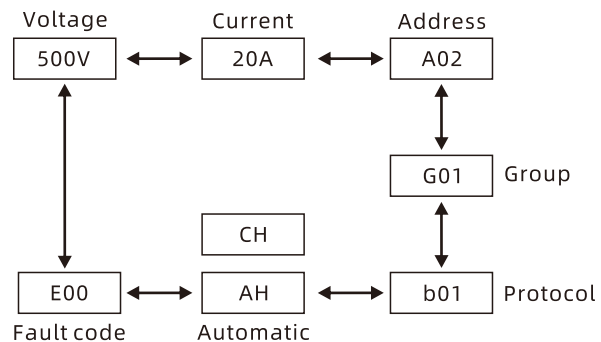 Voltage Current Address
500V 20A A02
G01 Group
CH
E00 AH b01 Protocol
Fault code Automatic